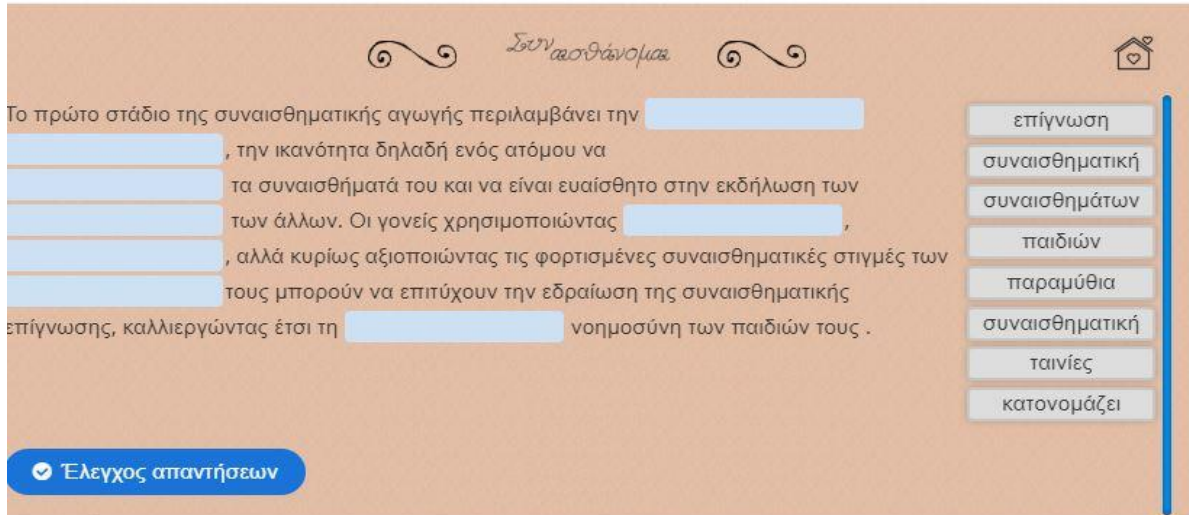 Συναισθάνομαι
Το πρώτο στάδιο της συναισθηματικής αγωγής περιλαμβάνει την
, την ικανότητα δηλαδή ενός ατόμου να
τα συναισθήματά του και να είναι ευαίσθητο στην εκδήλωση των
των άλλων. Οι γονείς χρησιμοποιώντας ,
, αλλά κυρίως αξιοποιώντας τις φορτισμένες συναισθηματικές στιγμές των
τους μπορούν να επιτύχουν την εδραίωση της συναισθηματικής
επίγνωσης, καλλιεργώντας έτσι τη νοημοσύνη των παιδιών τους .
επίγνωση
συναισθηματική
συναισθημάτων
παιδιών
παραμύθια
συναισθηματική
ταινίες
κατονομάζει
Έλεγχος απαντήσεων